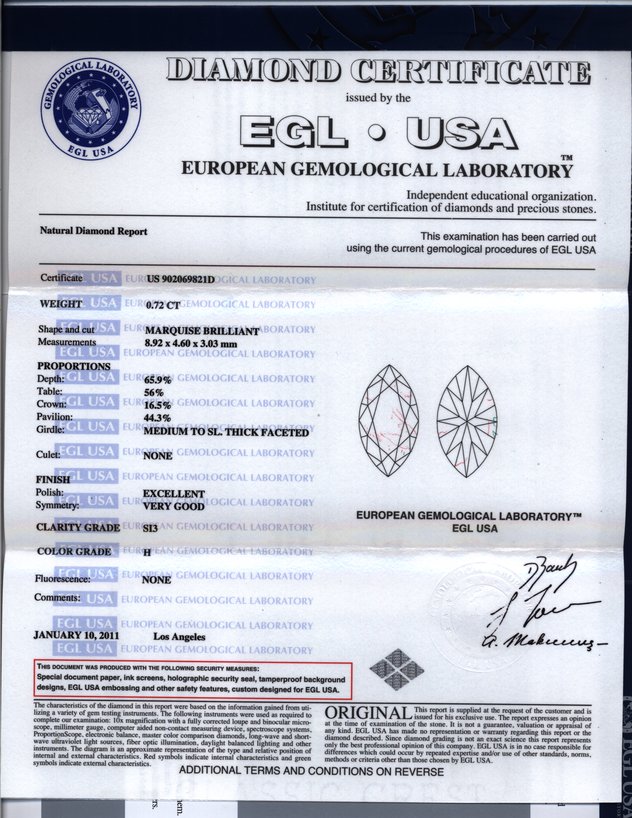 GEMOLOGICAL LABORATORY
EGL USA
DIAMOND CERTIFICATE
issued by the
EGL • USA
EUROPEAN GEMOLOGICAL LABORATORY™
Independent educational organization.
Institute for certification of diamonds and precious stones.
Natural Diamond Report
This examination has been carried out
using the current gemological procedures of EGL USA
Certificate US 902069821D
WEIGHT 0.72 CT
Shape and cut MARQUISE BRILLIANT
Measurements 8.92 x 4.60 x 3.03 mm
PROPORTIONS
Depth: 65.9%
Table: 56%
Crown: 16.5%
Pavilion: 44.3%
Girdle: MEDIUM TO SL. THICK FACETED
Culet: NONE
FINISH
Polish: EXCELLENT
Symmetry: VERY GOOD
CLARITY GRADE SI3
COLOR GRADE H
Fluorescence: NONE
Comments:
JANUARY 10, 2011 Los Angeles
EUROPEAN GEMOLOGICAL LABORATORY™
EGL USA
THIS DOCUMENT WAS PRODUCED WITH THE FOLLOWING SECURITY MEASURES:
Special document paper, ink screens, holographic security seal, tamperproof background
designs, EGL USA embossing and other safety features, custom designed for EGL USA.
The characteristics of the diamond in this report were based on the information gained from uti-
lizing a variety of gem testing instruments. The following instruments were used as required to
complete our examination: 10x magnification with a fully corrected loupe and binocular micro-
scope, millimeter gauge, computer aided non-contact measuring device, spectroscope systems,
ProportionScope, electronic balance, master color comparison diamonds, long-wave and short-
wave ultraviolet light sources, fiber optic illumination, daylight balanced lighting and other
instruments. The diagram is an approximate representation of the type and relative position of
internal and external characteristics. Red symbols indicate internal characteristics and green
symbols indicate external characteristics.
ORIGINAL This report is supplied at the request of the customer and is
issued for his exclusive use. The report expresses an opinion
at the time of examination of the stone. It is not a guarantee, valuation or appraisal of
any kind. EGL USA has made no representation or warranty regarding this report or the
diamond described. Since diamond grading is not an exact science this report represents
only the best professional opinion of this company. EGL USA is in no case responsible for
differences which could occur by repeated expertise and/or use of other standards, norms,
methods or criteria other than those chosen by EGL USA.
ADDITIONAL TERMS AND CONDITIONS ON REVERSE